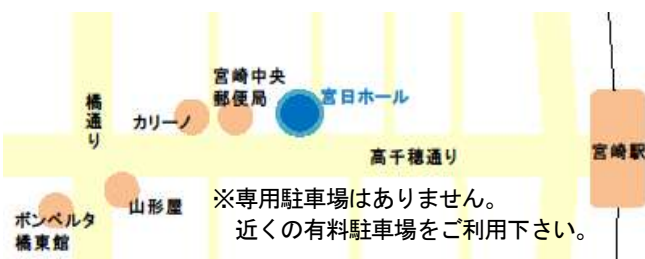 宮崎中央
郵便局
宮日ホール
橘通り
カリーノ
高千穂通り
宮崎駅
山形屋
ボンベルタ
橘東館
※専用駐車場はありません。
近くの有料駐車場をご利用下さい。